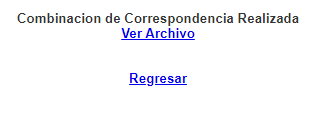 Combinacion de Correspondencia Realizada
Ver Archivo
Regresar